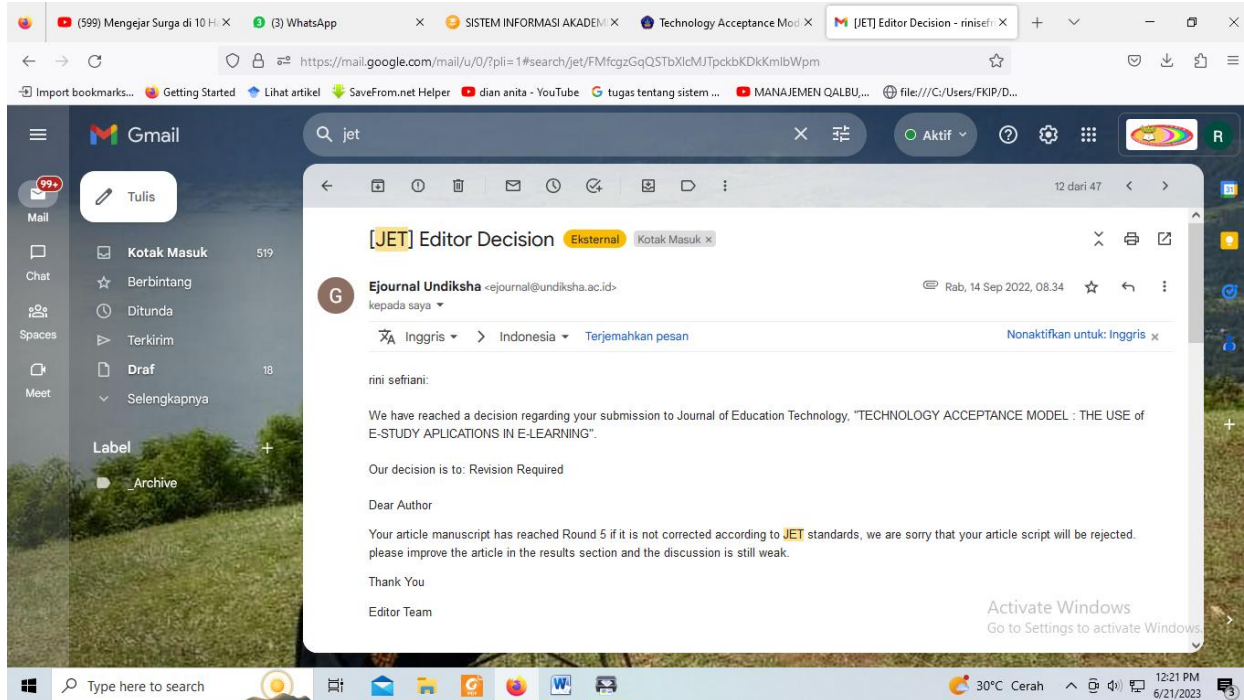 (599) Mengejar Surga di 10 H
(3) WhatsApp
SISTEM INFORMASI AKADEM
Technology Acceptance Mod
[JET] Editor Decision - rinisefri
https://mail.google.com/mail/u/0/?pli=1#search/jet/FMfcgzGqQSTbXlcMJTpckbKDkKmlbWpm
Import bookmarks...
Getting Started
Lihat artikel
SaveFrom.net Helper
dian anita - YouTube
tugas tentang sistem ...
MANAJEMEN QALBU,...
file:///C:/Users/FKIP/D...
Gmail
jet
Aktif
R
99+
Mail
Chat
Spaces
Meet
Tulis
Kotak Masuk 519
Berbintang
Ditunda
Terkirim
Draf 18
Selengkapnya
Label
_Archive
12 dari 47
31
[JET] Editor Decision Eksternal Kotak Masuk ×
G
Ejournal Undiksha <ejournal@undiksha.ac.id>
Rab, 14 Sep 2022, 08.34
kepada saya
Inggris > Indonesia Terjemahkan pesan
Nonaktifkan untuk: Inggris ×
rini sefriani:
We have reached a decision regarding your submission to Journal of Education Technology, "TECHNOLOGY ACCEPTANCE MODEL : THE USE of
E-STUDY APLICATIONS IN E-LEARNING".
Our decision is to: Revision Required
Dear Author
Your article manuscript has reached Round 5 if it is not corrected according to JET standards, we are sorry that your article script will be rejected.
please improve the article in the results section and the discussion is still weak.
Thank You
Editor Team
Activate Windows
Go to Settings to activate Windows.
Type here to search
30°C Cerah
12:21 PM
6/21/2023